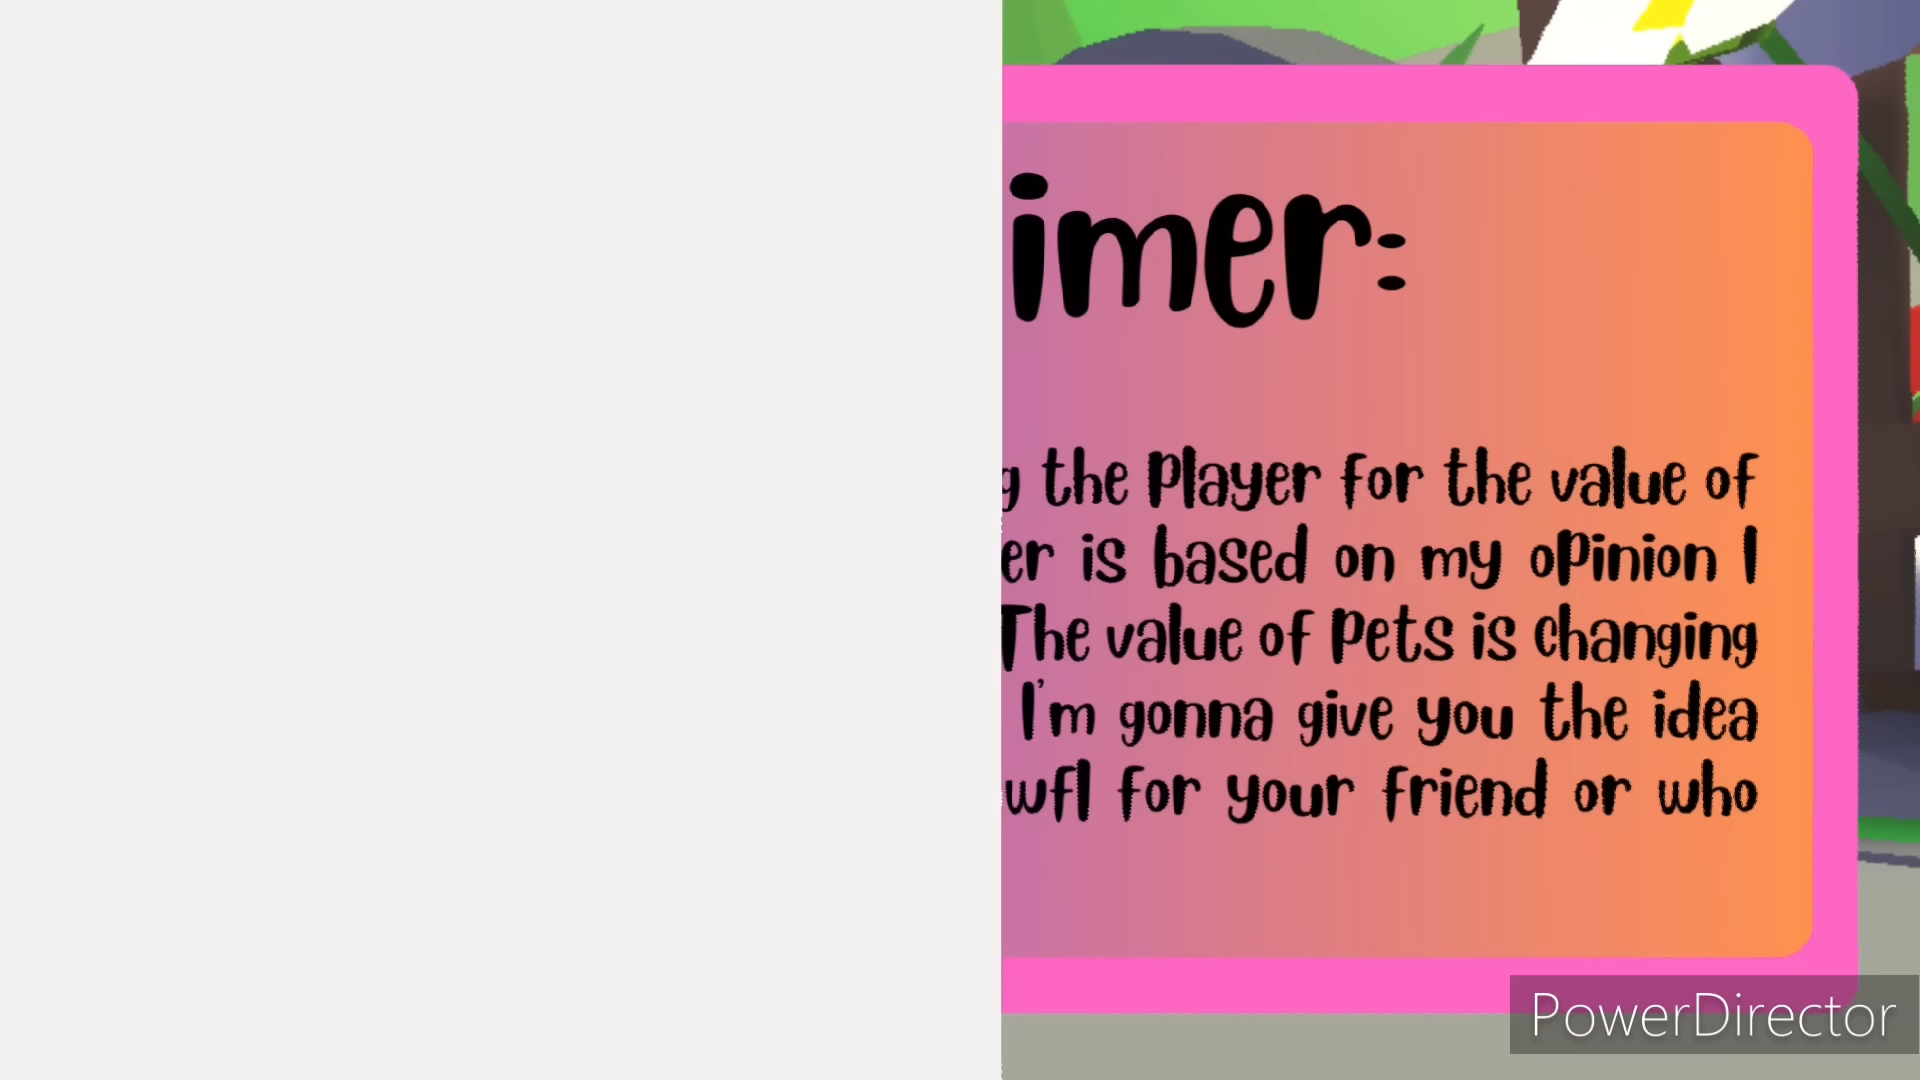 imer:
g the Player for the value of
er is based on my opinion I
The value of Pets is changing
I'm gonna give you the idea
wfl for your friend or who
PowerDirector